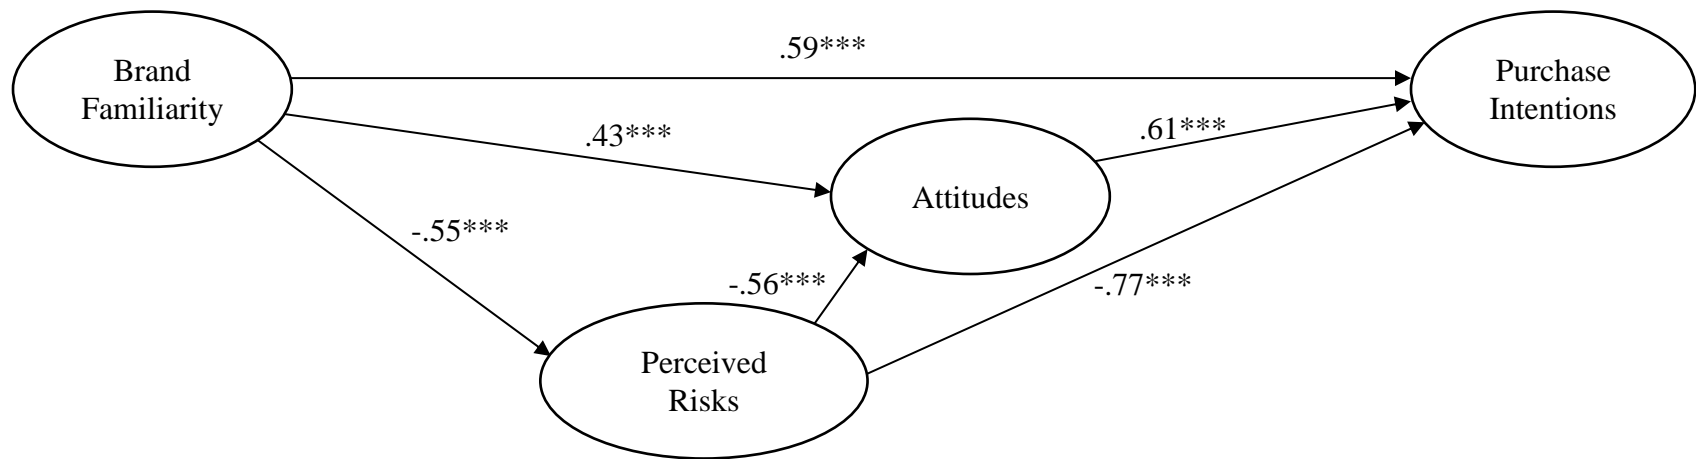 Brand
Familiarity
.59***
Purchase
Intentions
.43***
.61***
Attitudes
-.55***
-.56***
-.77***
Perceived
Risks